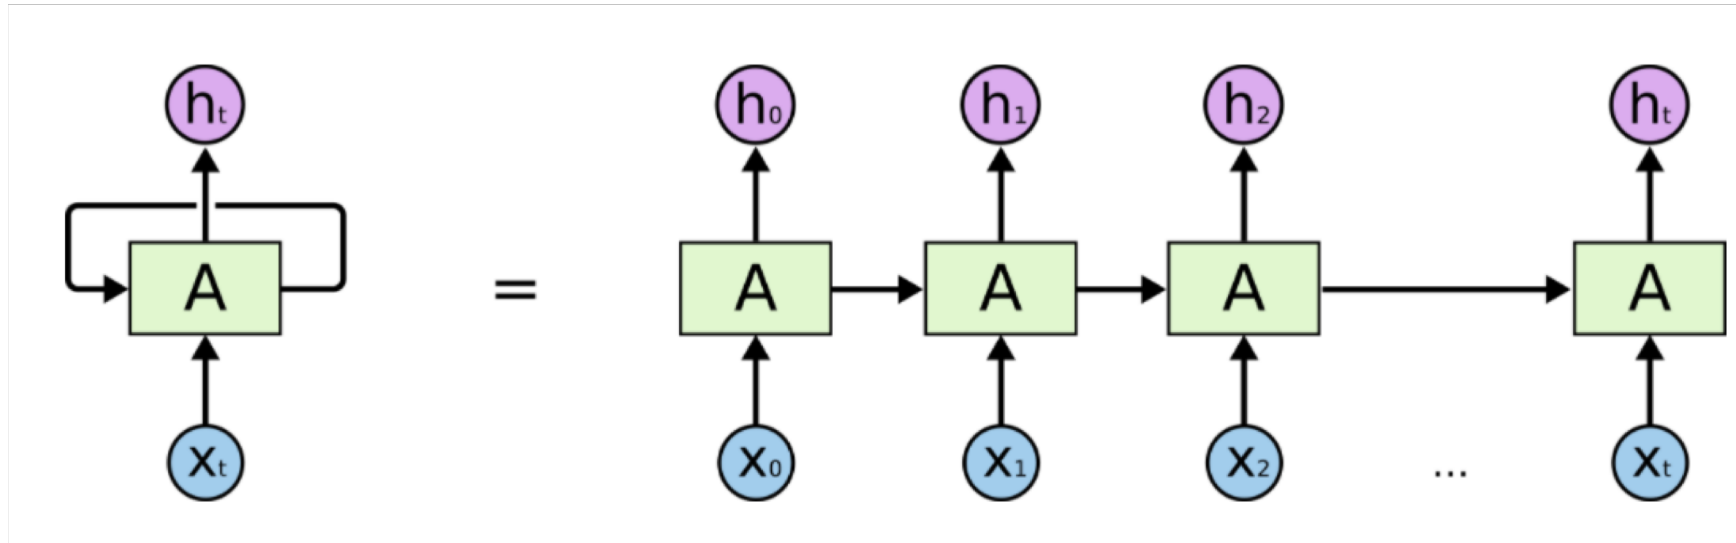 hₜ h₀ h₁ h₂ hₜ
A = A A A A
xₜ x₀ x₁ x₂ ... xₜ